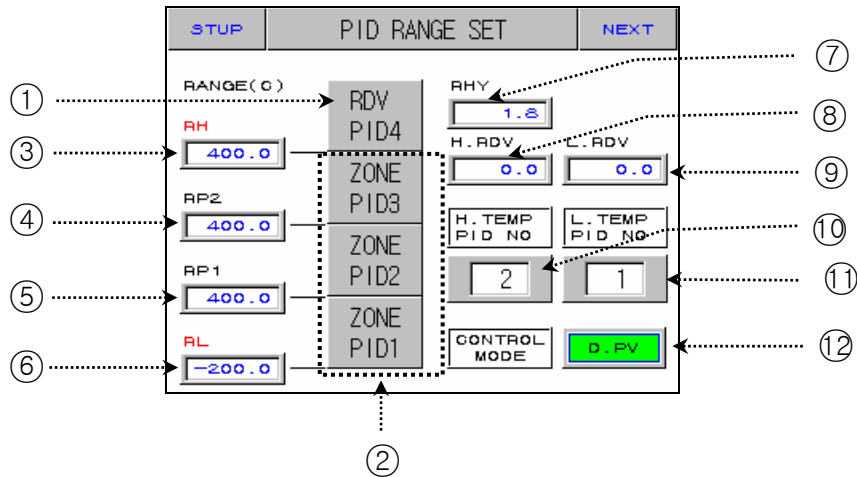 STUP PID RANGE SET NEXT
RANGE(C)
RH
400.0
RP2
400.0
RP1
400.0
RL
-200.0
RDV
PID4
ZONE
PID3
ZONE
PID2
ZONE
PID1
RHY
1.8
H.RDV L.RDV
0.0 0.0
H.TEMP
PID NO
L.TEMP
PID NO
2 1
CONTROL
MODE
D.PV
①
③
④
⑤
⑥
②
⑦
⑧
⑨
⑩
⑪
⑫